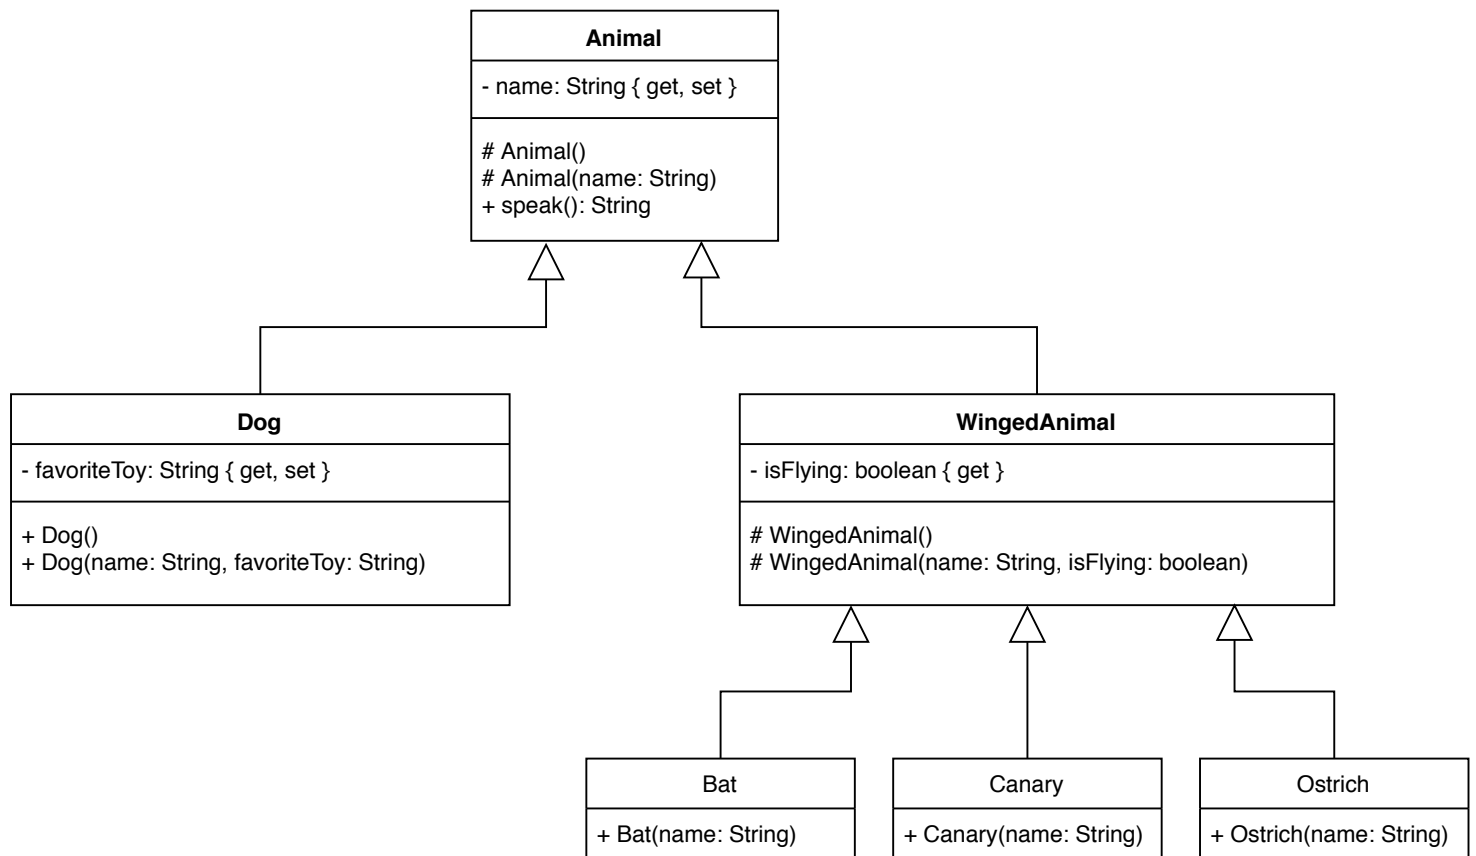 Animal
- name: String { get, set }
# Animal()
# Animal(name: String)
+ speak(): String
Dog
- favoriteToy: String { get, set }
+ Dog()
+ Dog(name: String, favoriteToy: String)
WingedAnimal
- isFlying: boolean { get }
# WingedAnimal()
# WingedAnimal(name: String, isFlying: boolean)
Bat
+ Bat(name: String)
Canary
+ Canary(name: String)
Ostrich
+ Ostrich(name: String)